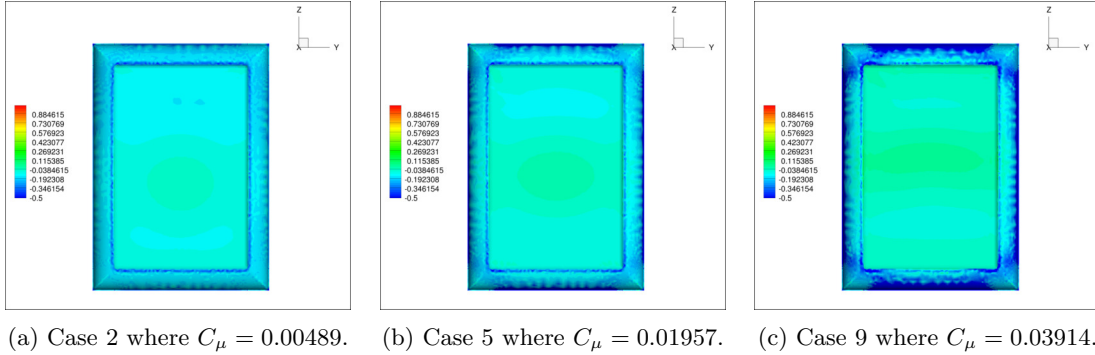 Z
X
Y
0.884615
0.730769
0.576923
0.423077
0.269231
0.115385
-0.0384615
-0.192308
-0.346154
-0.5
(a) Case 2 where $C_\mu = 0.00489$.
Z
X
Y
0.884615
0.730769
0.576923
0.423077
0.269231
0.115385
-0.0384615
-0.192308
-0.346154
-0.5
(b) Case 5 where $C_\mu = 0.01957$.
Z
X
Y
0.884615
0.730769
0.576923
0.423077
0.269231
0.115385
-0.0384615
-0.192308
-0.346154
-0.5
(c) Case 9 where $C_\mu = 0.03914$.